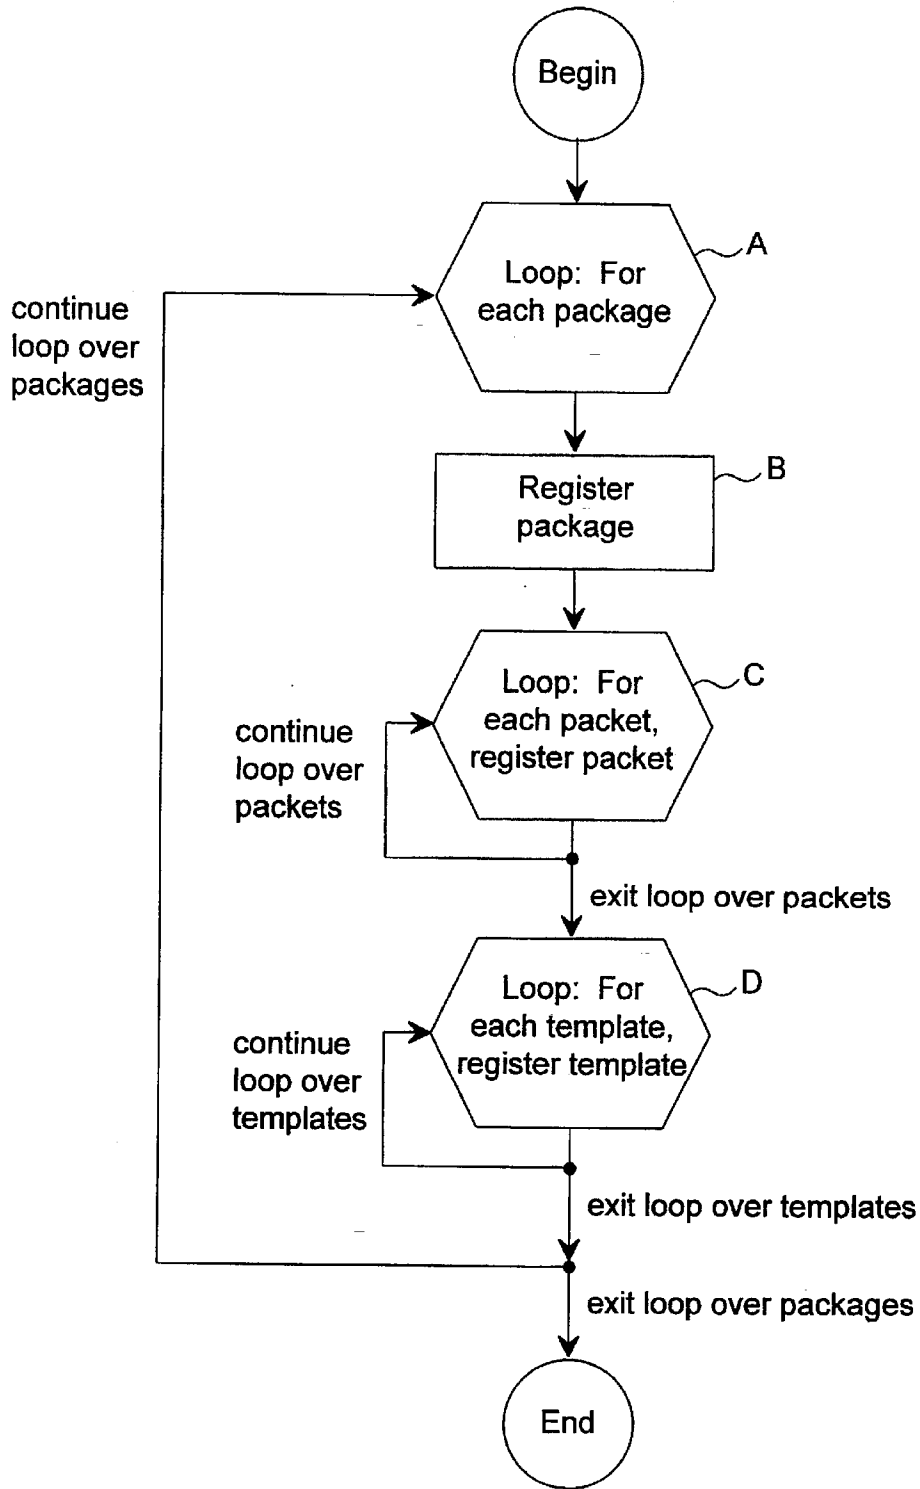 Begin
A
Loop: For
each package
continue
loop over
packages
B
Register
package
C
Loop: For
each packet,
register packet
continue
loop over
packets
exit loop over packets
D
Loop: For
each template,
register template
continue
loop over
templates
exit loop over templates
exit loop over packages
End